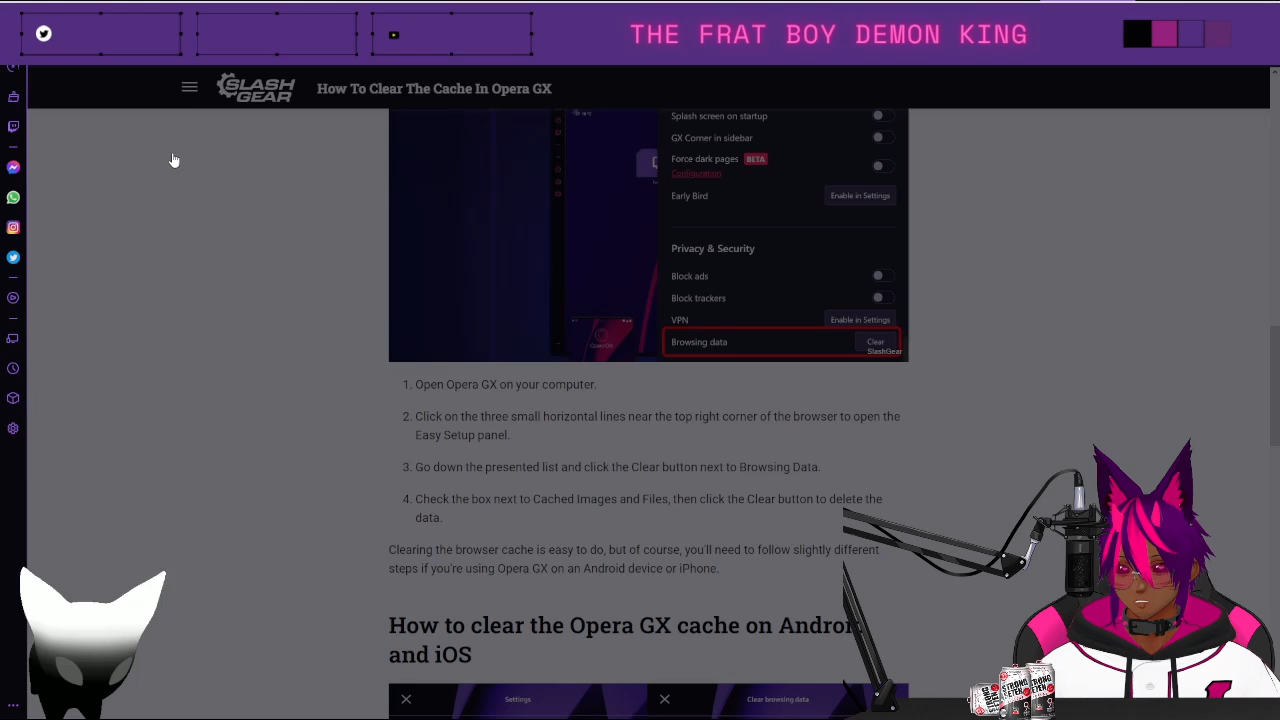 THE FRAT BOY DEMON KING
SLASH
GEAR
How To Clear The Cache In Opera GX
Splash screen on startup
GX Corner in sidebar
Force dark pages BETA
Configuration
Early Bird Enable in Settings
Privacy & Security
Block ads
Block trackers
VPN Enable in Settings
Browsing data Clear
SlashGear
1. Open Opera GX on your computer.
2. Click on the three small horizontal lines near the top right corner of the browser to open the
Easy Setup panel.
3. Go down the presented list and click the Clear button next to Browsing Data.
4. Check the box next to Cached Images and Files, then click the Clear button to delete the
data.
Clearing the browser cache is easy to do, but of course, you'll need to follow slightly different
steps if you're using Opera GX on an Android device or iPhone.
How to clear the Opera GX cache on Android
and iOS
Settings
Clear browsing data
STRONG
STRONG